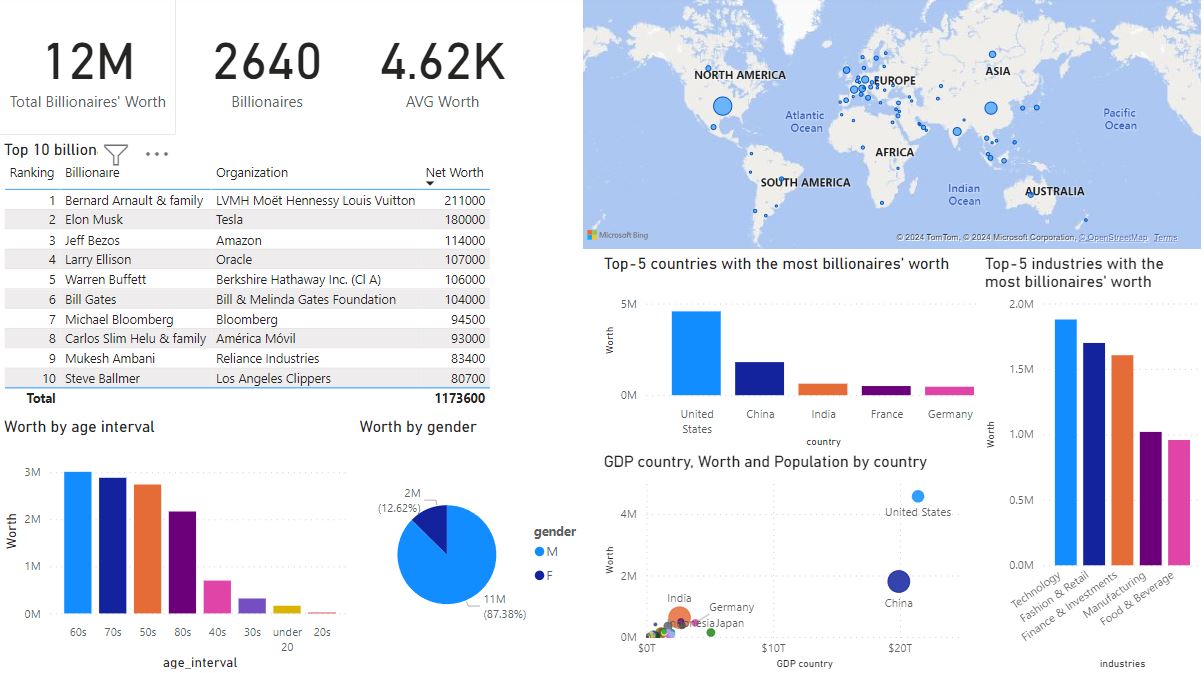 12M
Total Billionaires' Worth
2640
Billionaires
4.62K
AVG Worth
Top 10 billion
Ranking Billionaire Organization Net Worth
1 Bernard Arnault & family LVMH Moët Hennessy Louis Vuitton 211000
2 Elon Musk Tesla 180000
3 Jeff Bezos Amazon 114000
4 Larry Ellison Oracle 107000
5 Warren Buffett Berkshire Hathaway Inc. (Cl A) 106000
6 Bill Gates Bill & Melinda Gates Foundation 104000
7 Michael Bloomberg Bloomberg 94500
8 Carlos Slim Helu & family América Móvil 93000
9 Mukesh Ambani Reliance Industries 83400
10 Steve Ballmer Los Angeles Clippers 80700
Total 1173600
NORTH AMERICA
EUROPE
ASIA
Atlantic
Ocean
Pacific
Ocean
AFRICA
SOUTH AMERICA
Indian
Ocean
AUSTRALIA
Microsoft Bing
© 2024 TomTom, © 2024 Microsoft Corporation, © OpenStreetMap Terms
Worth by age interval
Worth
3M
2M
1M
0M
60s 70s 50s 80s 40s 30s under 20 20s
age_interval
Worth by gender
2M
(12.62%)
11M
(87.38%)
gender
M
F
Top-5 countries with the most billionaires' worth
Worth
5M
0M
United States China India France Germany
country
GDP country, Worth and Population by country
Worth
4M
2M
0M
United States
China
India
Germany
Japan
$0T $10T $20T
GDP country
Top-5 industries with the
most billionaires' worth
Worth
2.0M
1.5M
1.0M
0.5M
0.0M
Technology
Fashion & Retail
Finance & Investments
Manufacturing
Food & Beverage
industries